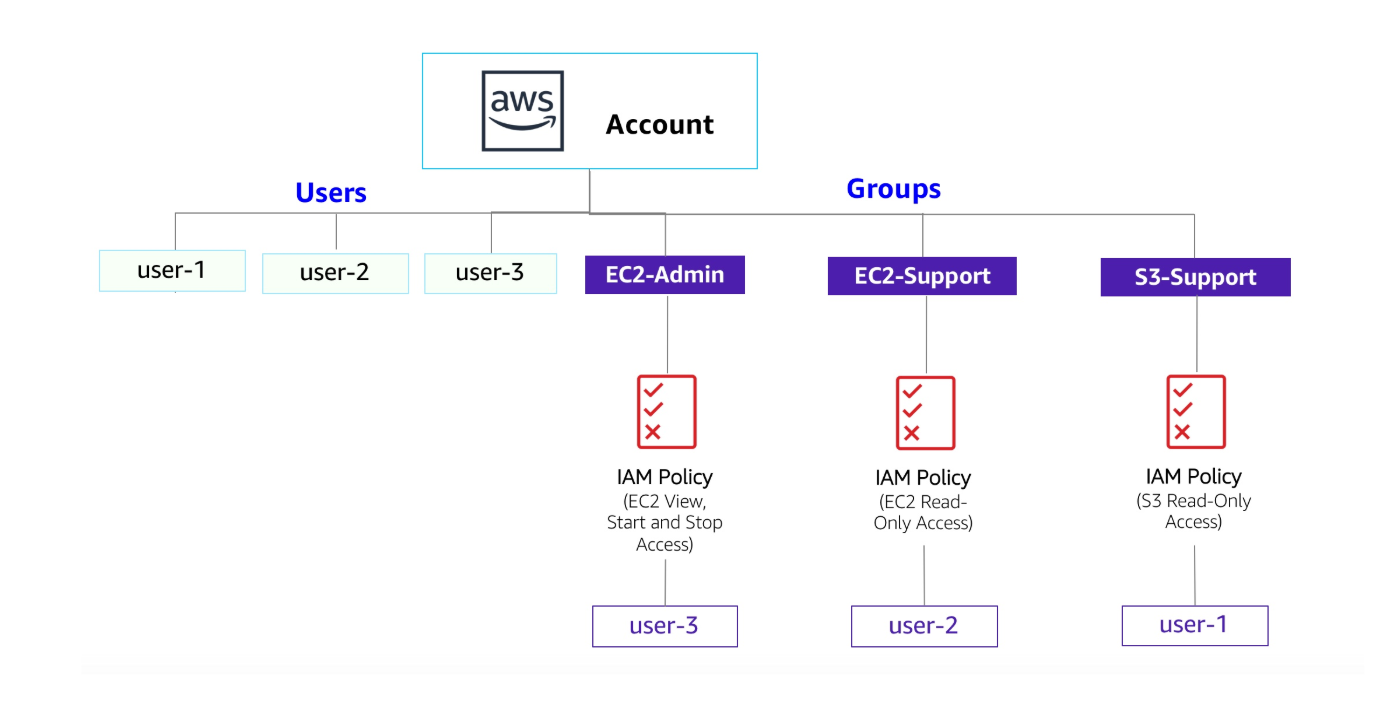 aws
Account
Users
Groups
user-1
user-2
user-3
EC2-Admin
EC2-Support
S3-Support
IAM Policy
(EC2 View,
Start and Stop
Access)
IAM Policy
(EC2 Read-
Only Access)
IAM Policy
(S3 Read-Only
Access)
user-3
user-2
user-1